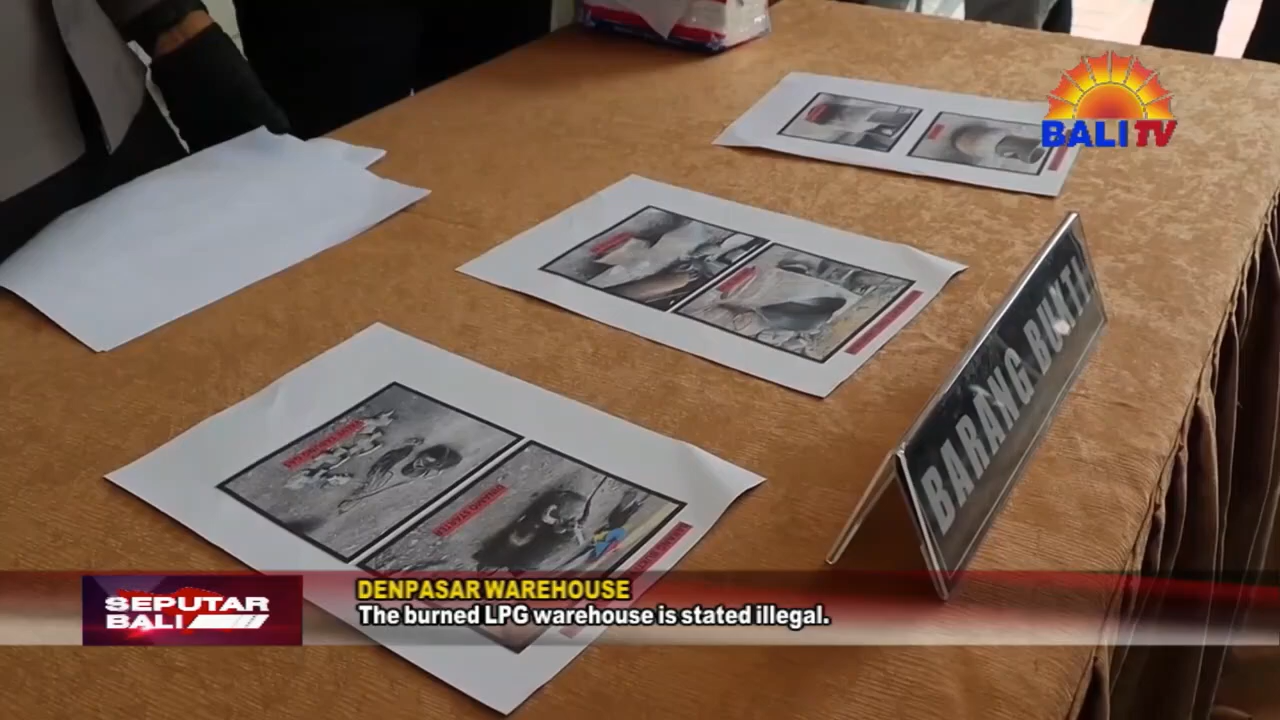 BALI TV
BARANG BUKTI
DENPASAR WAREHOUSE
The burned LPG warehouse is stated illegal.
SEPUTAR
BALI